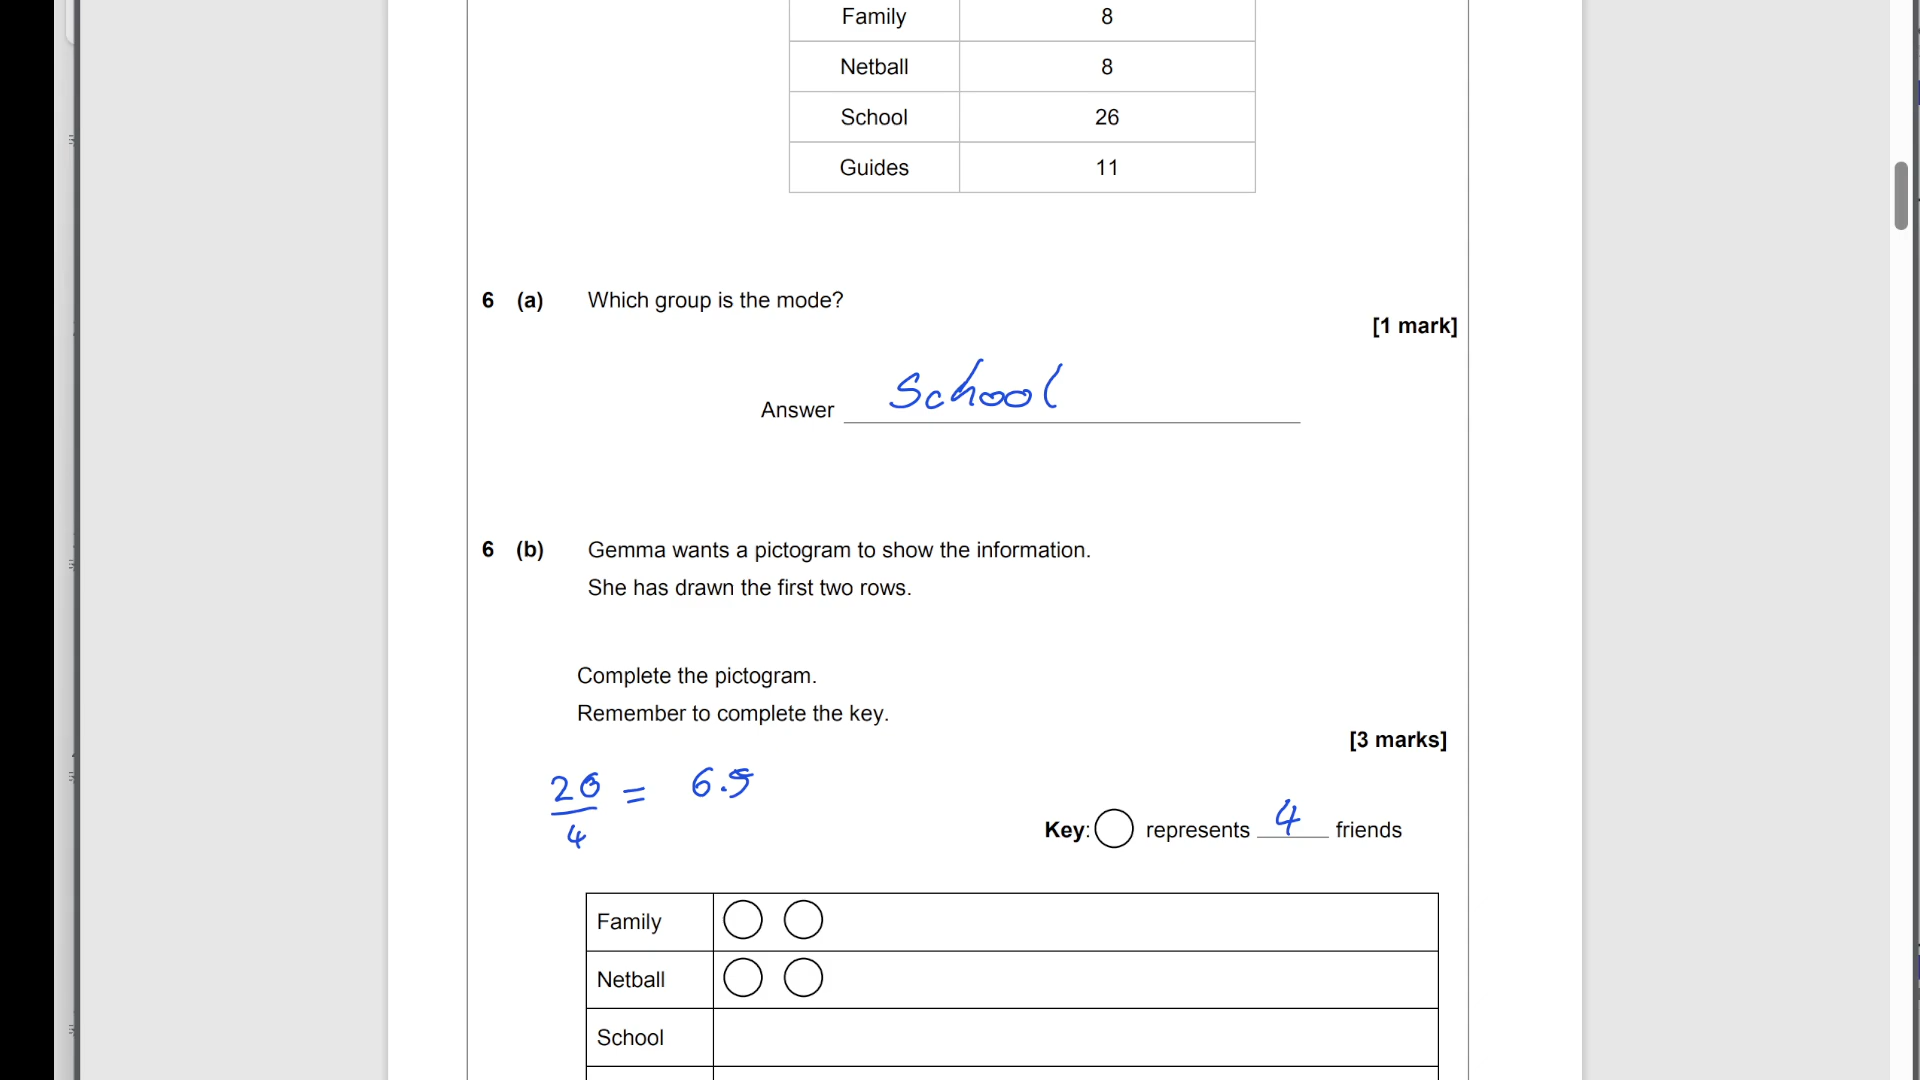 Family 8
Netball 8
School 26
Guides 11
6 (a) Which group is the mode?
[1 mark]
Answer School
6 (b) Gemma wants a pictogram to show the information.
She has drawn the first two rows.
Complete the pictogram.
Remember to complete the key.
[3 marks]
26/4 = 6.5
Key: represents 4 friends
Family
Netball
School